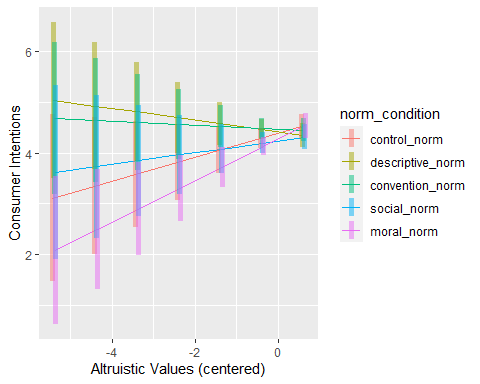 6
4
2
Consumer Intentions
-4
-2
0
Altruistic Values (centered)
norm_condition
control_norm
descriptive_norm
convention_norm
social_norm
moral_norm